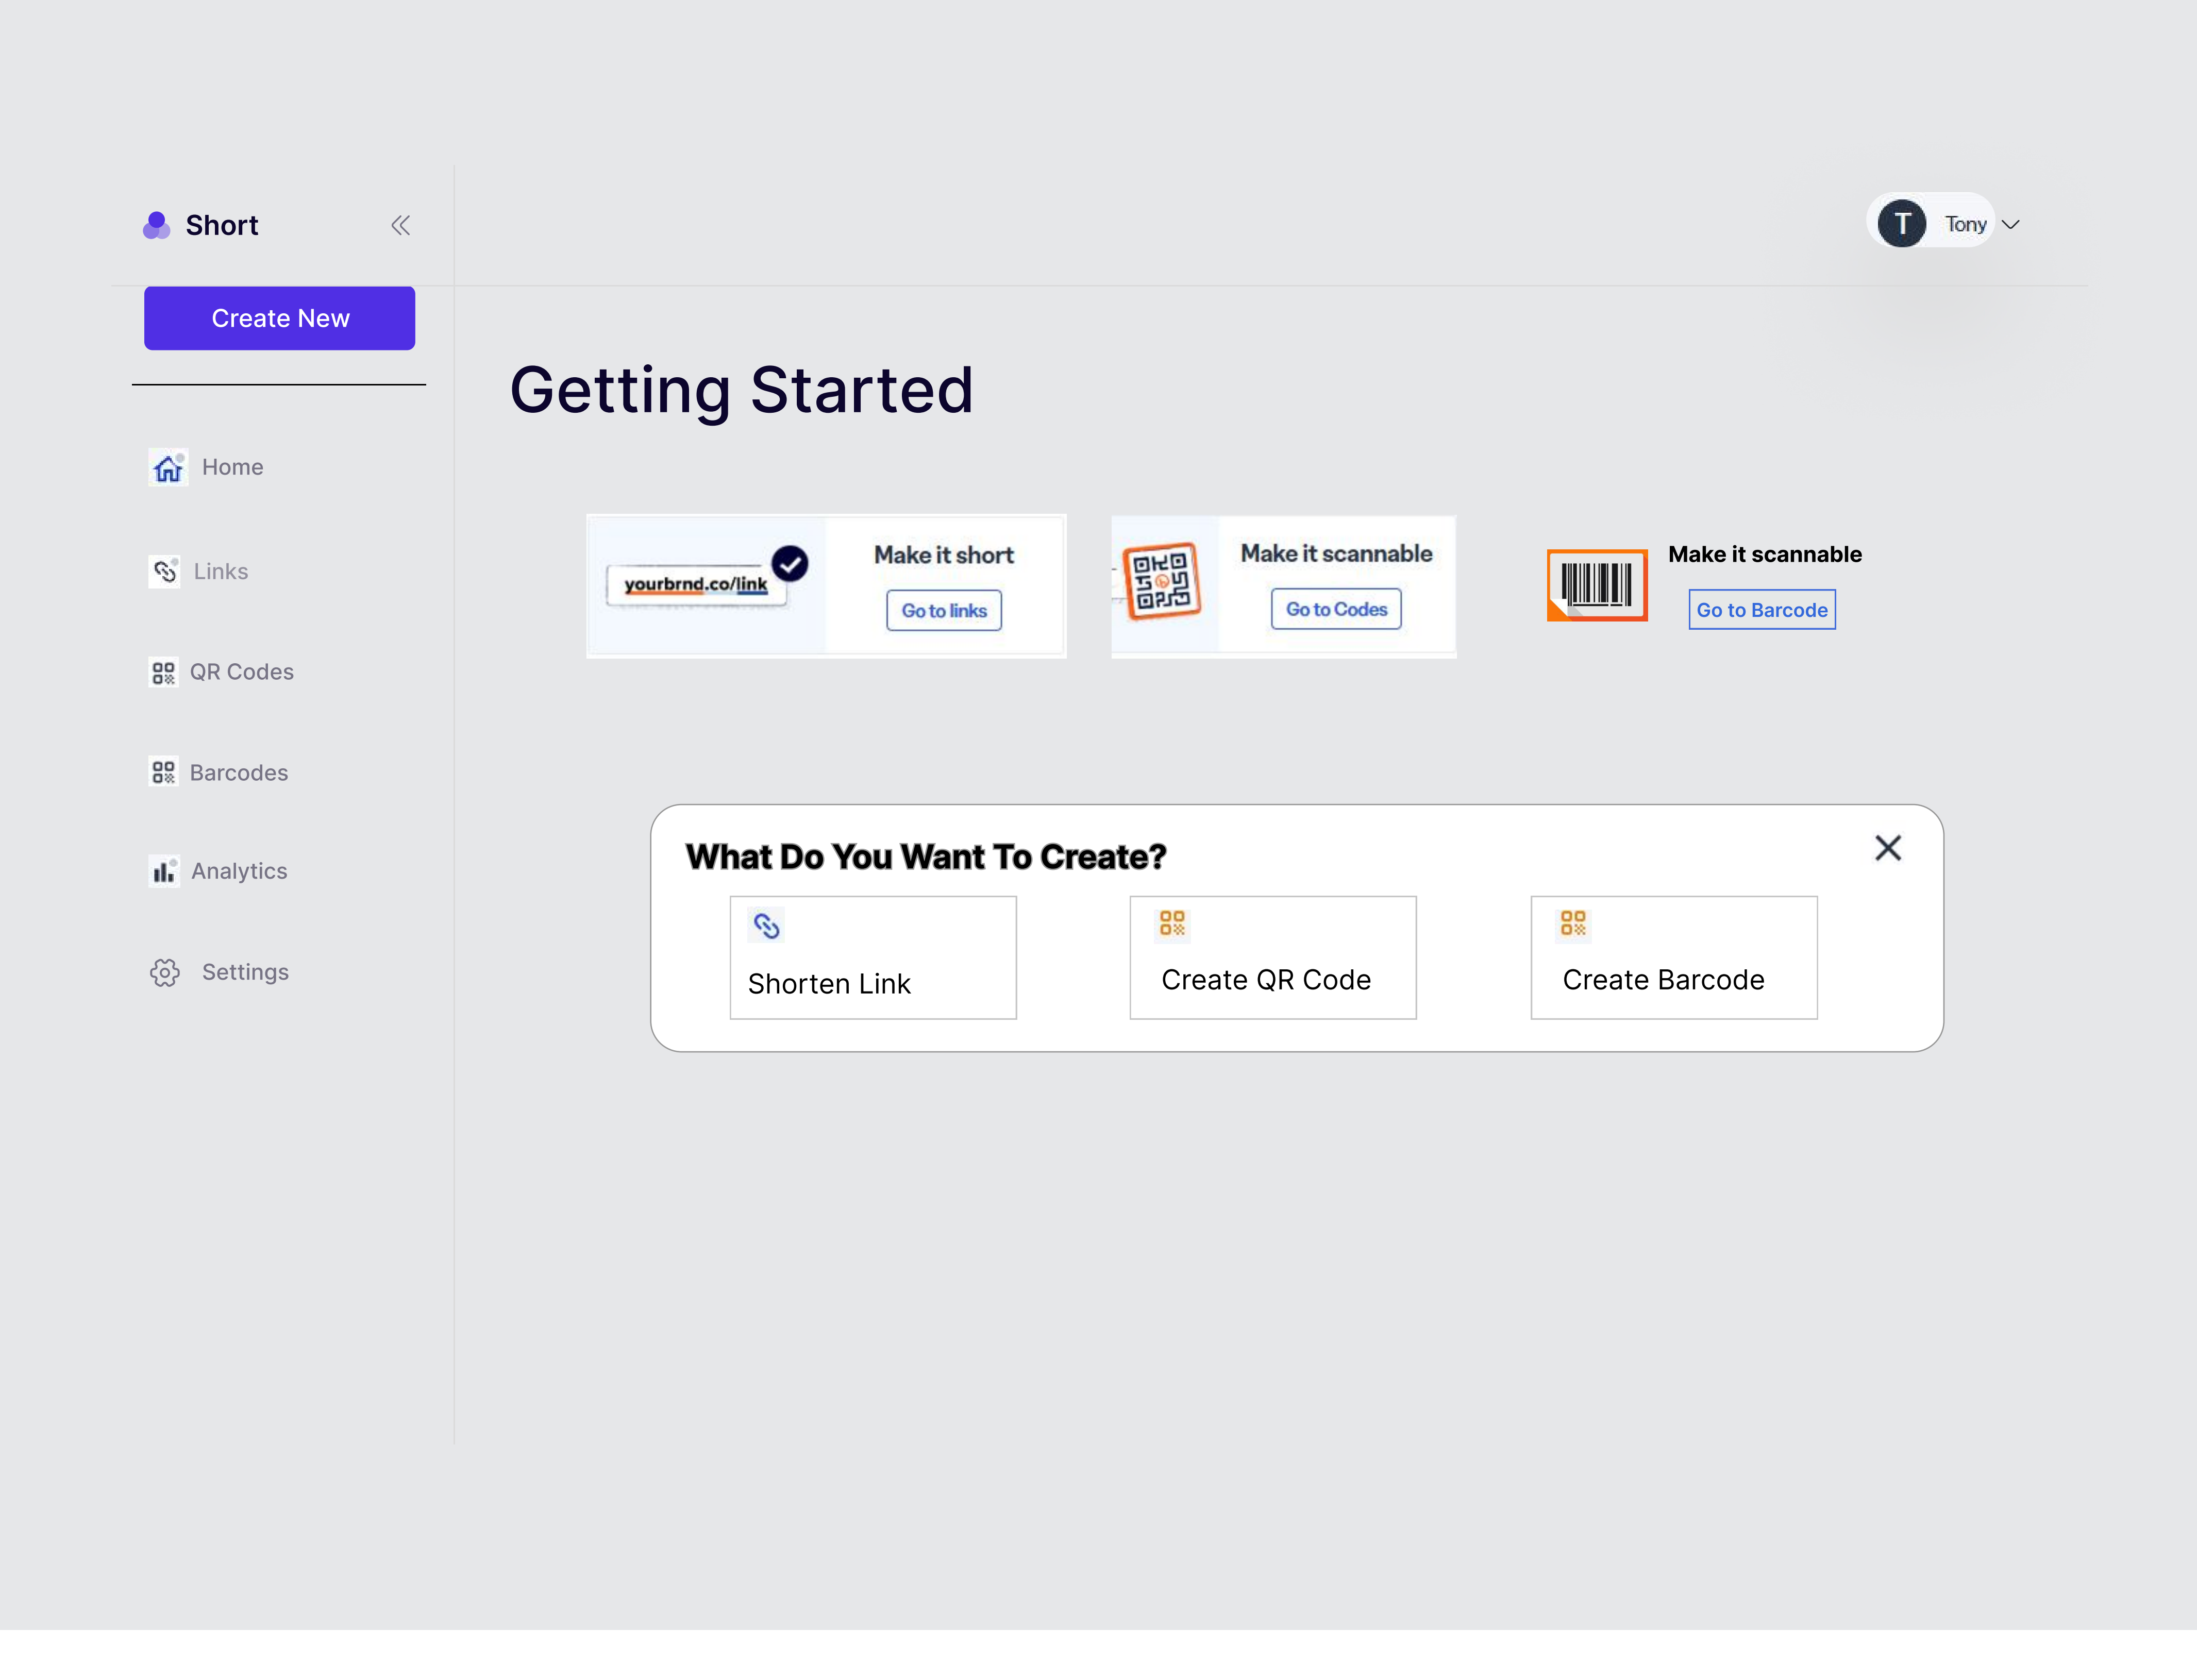 Short
T Tony
Create New
Getting Started
Home
Links
QR Codes
Barcodes
Analytics
Settings
yourbrnd.co/link
Make it short
Go to links
Make it scannable
Go to Codes
Make it scannable
Go to Barcode
What Do You Want To Create?
Shorten Link
Create QR Code
Create Barcode